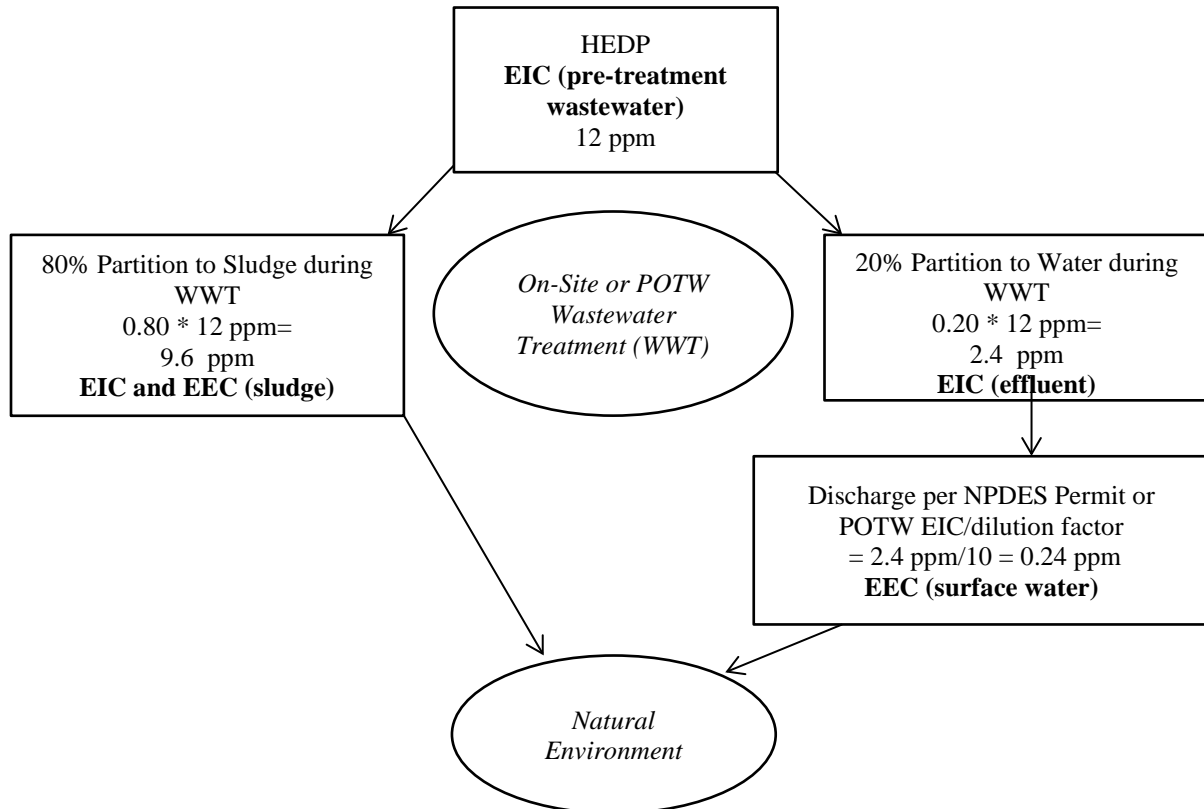 HEDP
EIC (pre-treatment
wastewater)
12 ppm
80% Partition to Sludge during
WWT
0.80 * 12 ppm=
9.6 ppm
EIC and EEC (sludge)
On-Site or POTW
Wastewater
Treatment (WWT)
20% Partition to Water during
WWT
0.20 * 12 ppm=
2.4 ppm
EIC (effluent)
Discharge per NPDES Permit or
POTW EIC/dilution factor
= 2.4 ppm/10 = 0.24 ppm
EEC (surface water)
Natural
Environment